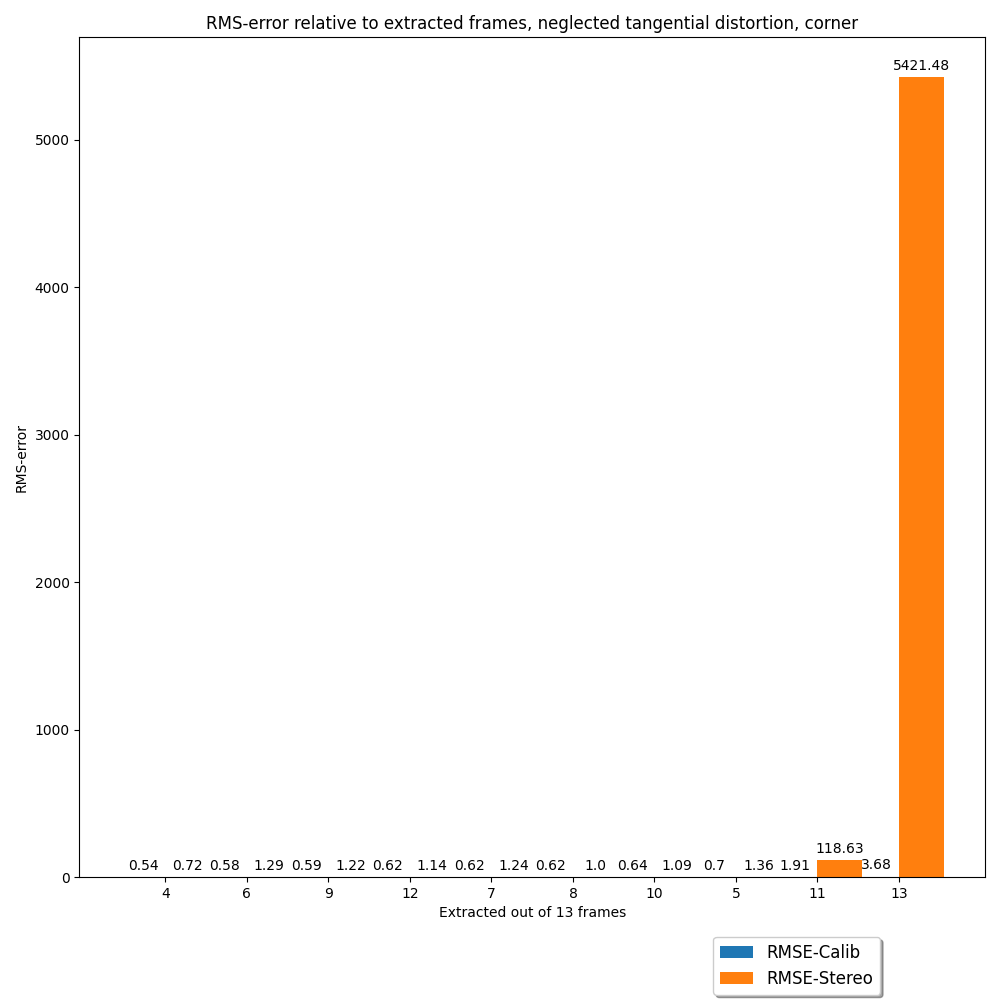 RMS-error relative to extracted frames, neglected tangential distortion, corner
5421.48
5000
4000
RMS-error
3000
2000
1000
118.63
0.54 0.72 0.58 1.29 0.59 1.22 0.62 1.14 0.62 1.24 0.62 1.0 0.64 1.09 0.7 1.36 1.91 3.68
0
4 6 9 12 7 8 10 5 11 13
Extracted out of 13 frames
RMSE-Calib
RMSE-Stereo